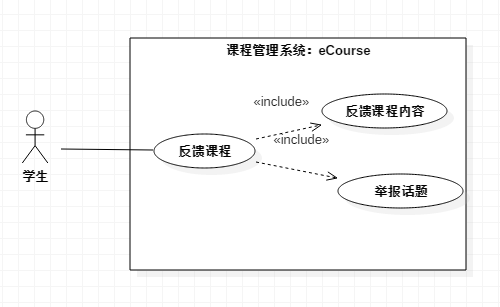 课程管理系统：eCourse
«include»
反馈课程内容
«include»
反馈课程
学生
举报话题